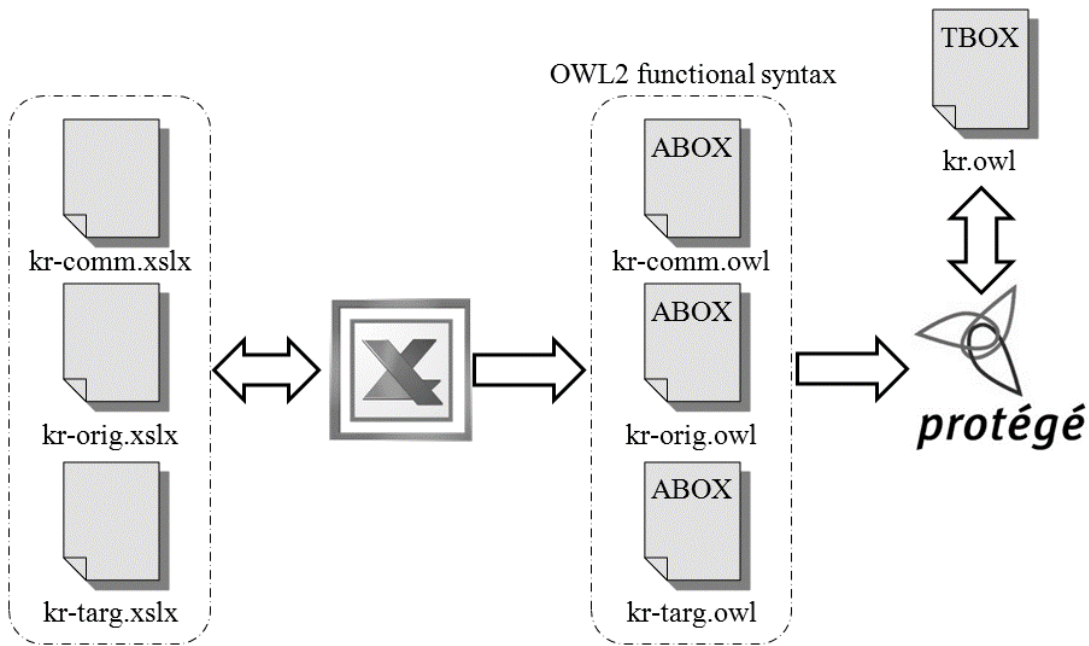 TBOX
kr.owl
OWL2 functional syntax
kr-comm.xslx
kr-orig.xslx
kr-targ.xslx
ABOX
kr-comm.owl
ABOX
kr-orig.owl
ABOX
kr-targ.owl
protégé